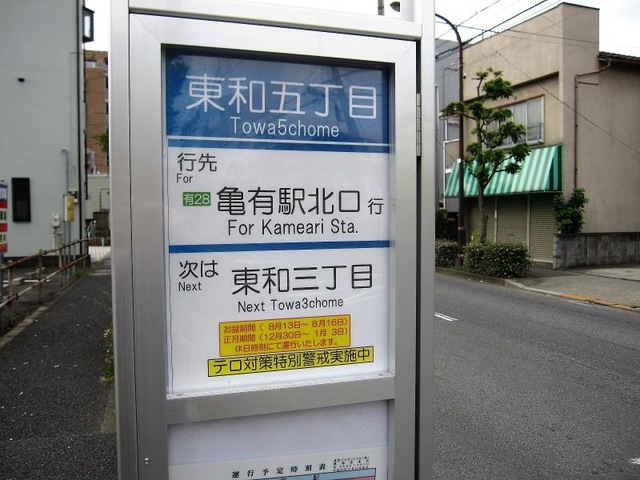 東和五丁目
Towa5chome
行先
For
有28 亀有駅北口 行
For Kameari Sta.
次は
Next
東和三丁目
Next Towa3chome
お盆期間( 8月13日~ 8月16日)
正月期間(12月30日~ 1月 3日)
休日時刻にて運行いたします。
テロ対策特別警戒実施中
運行予定時刻表